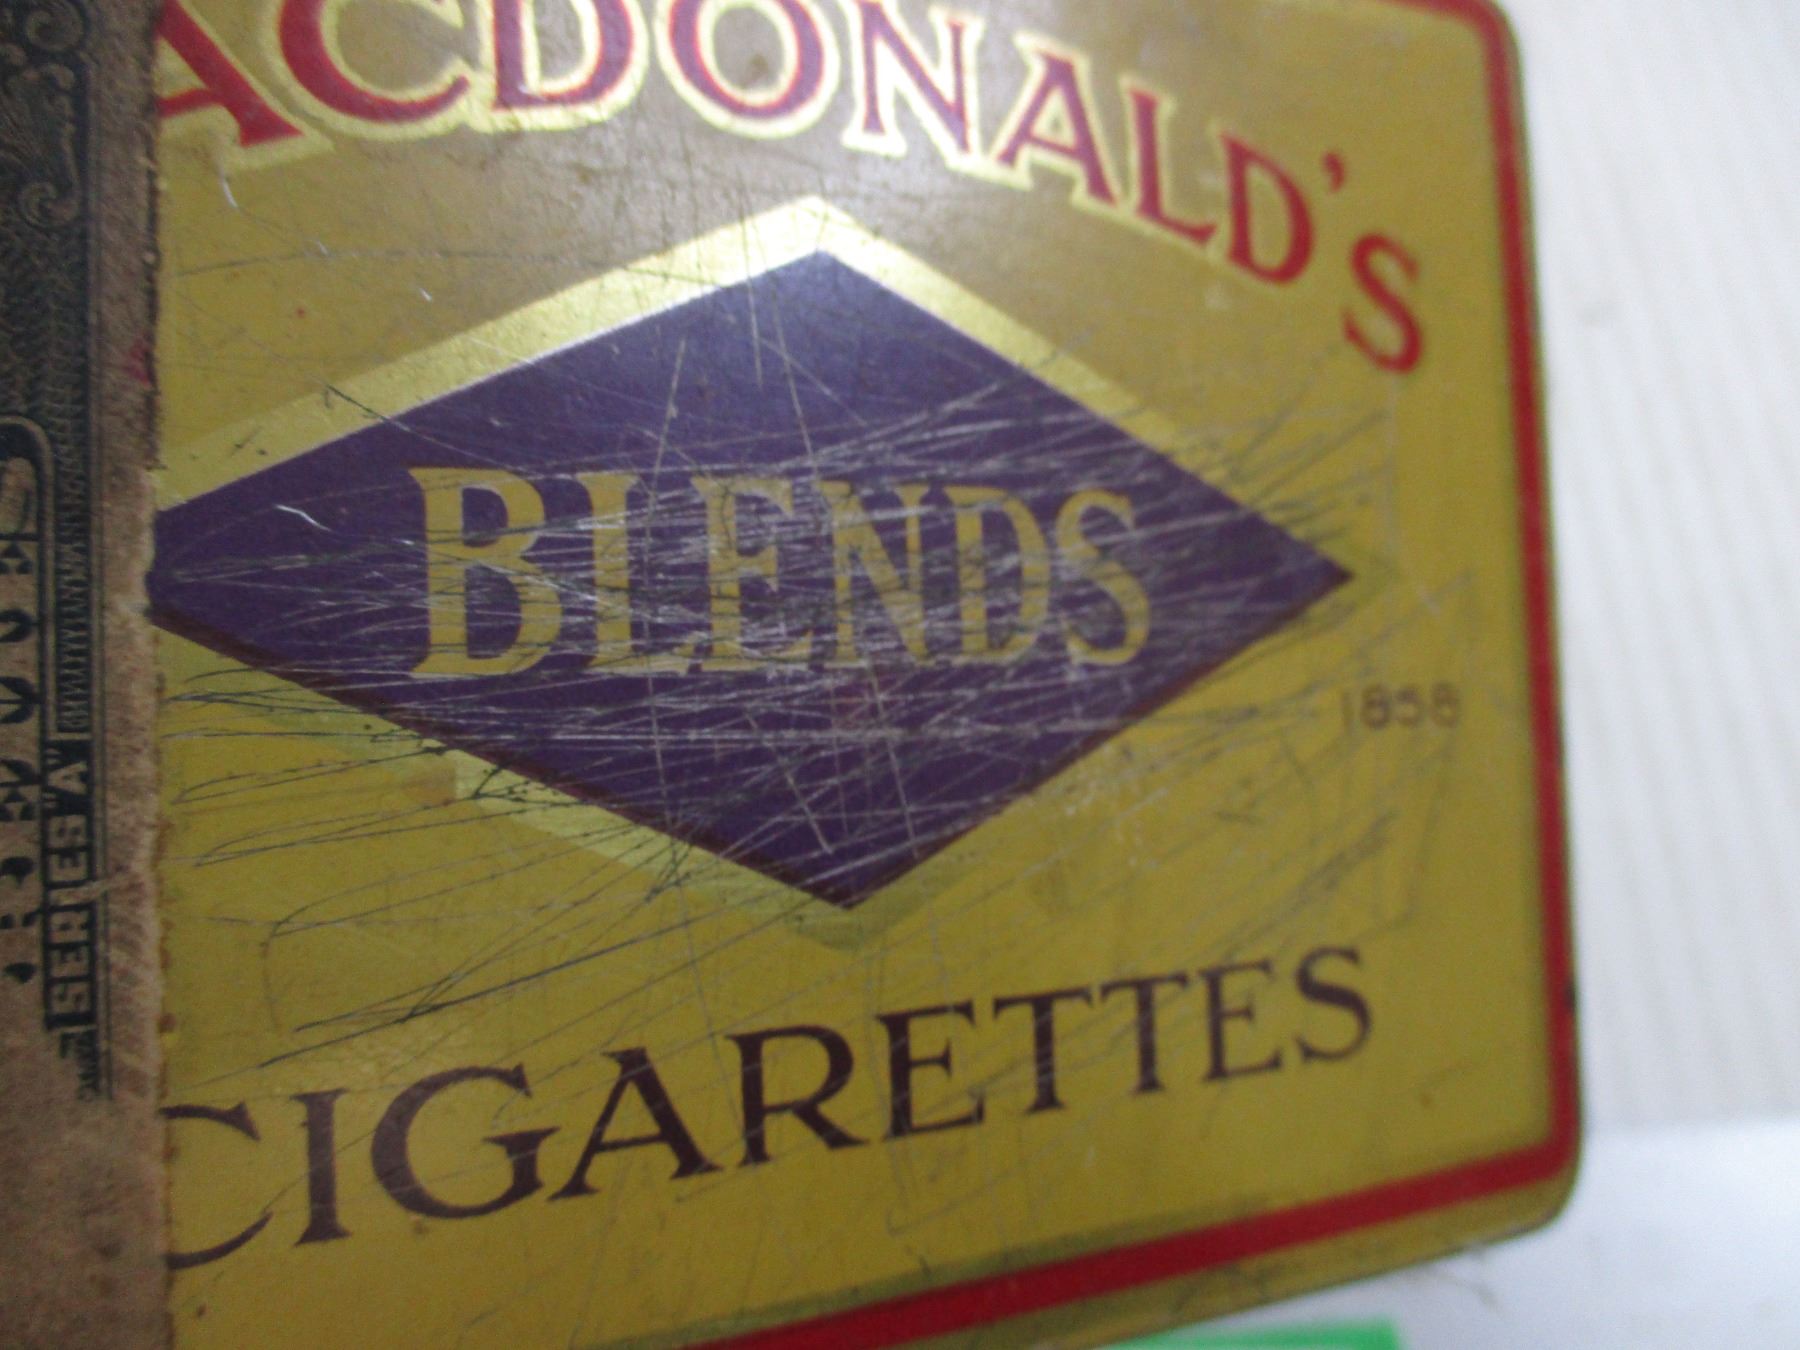 ACDONALD'S
BLENDS
1858
CIGARETTES
SERIES "A"